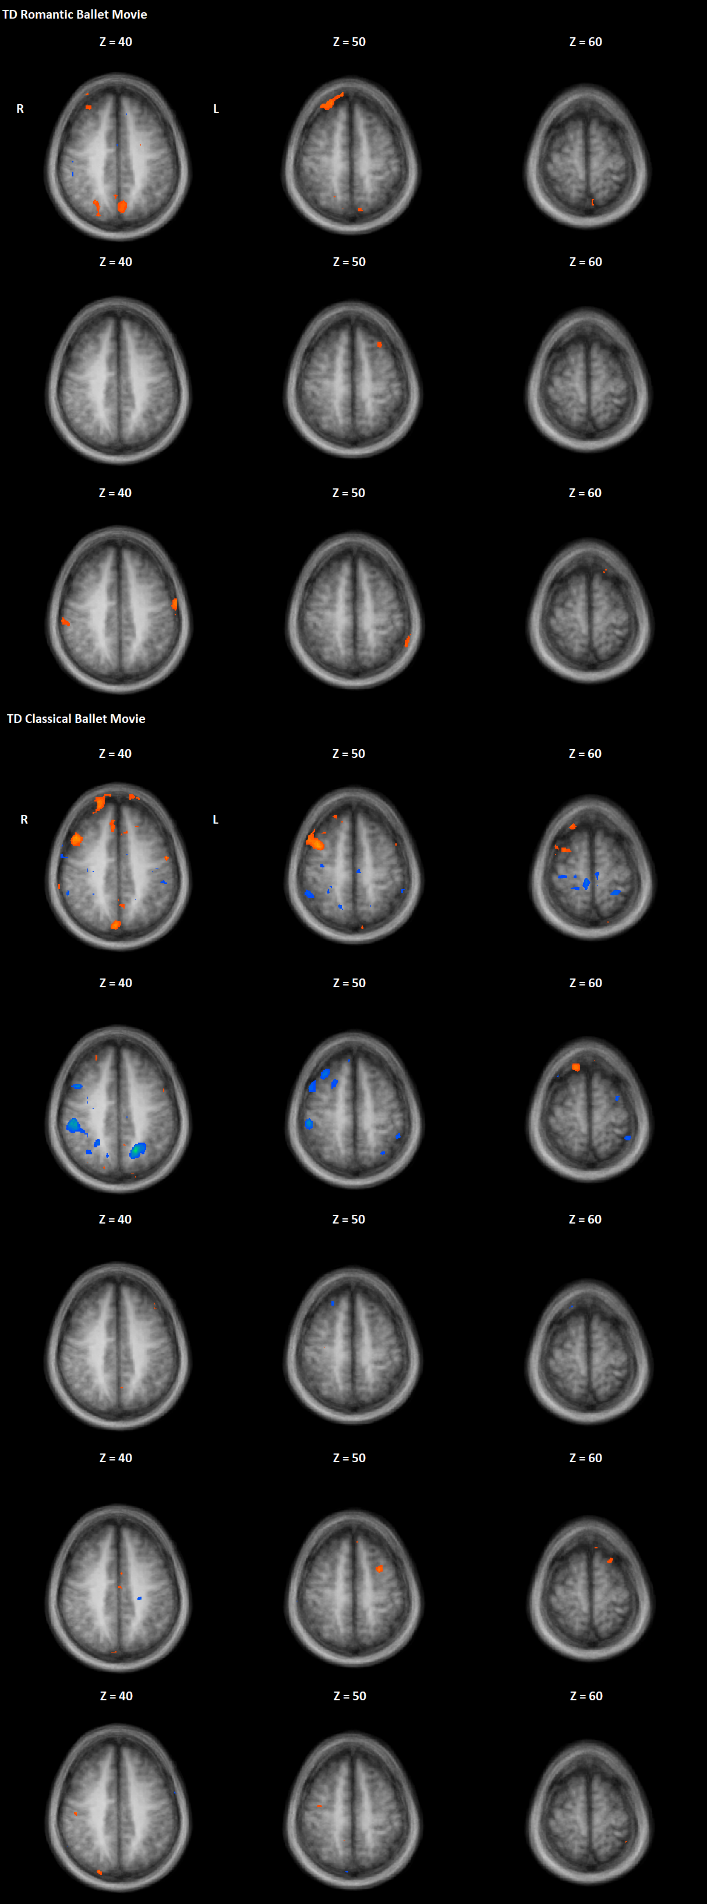 TD Romantic Ballet Movie
Z = 40 Z = 50 Z = 60
R L
Z = 40 Z = 50 Z = 60
Z = 40 Z = 50 Z = 60
TD Classical Ballet Movie
Z = 40 Z = 50 Z = 60
R L
Z = 40 Z = 50 Z = 60
Z = 40 Z = 50 Z = 60
Z = 40 Z = 50 Z = 60
Z = 40 Z = 50 Z = 60